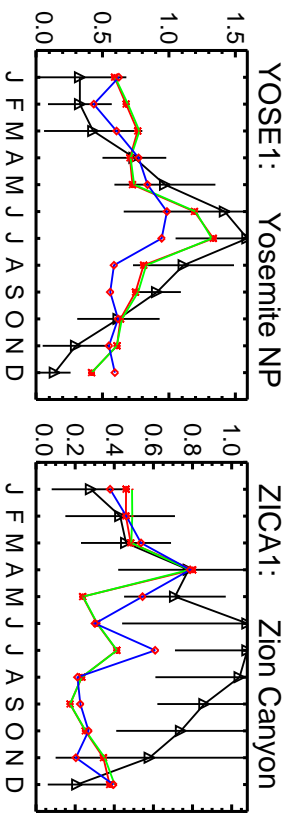 YOSE1: Yosemite NP
0.0 0.5 1.0 1.5
J F M A M J J A S O N D
ZICA1: Zion Canyon
0.0 0.2 0.4 0.6 0.8 1.0
J F M A M J J A S O N D